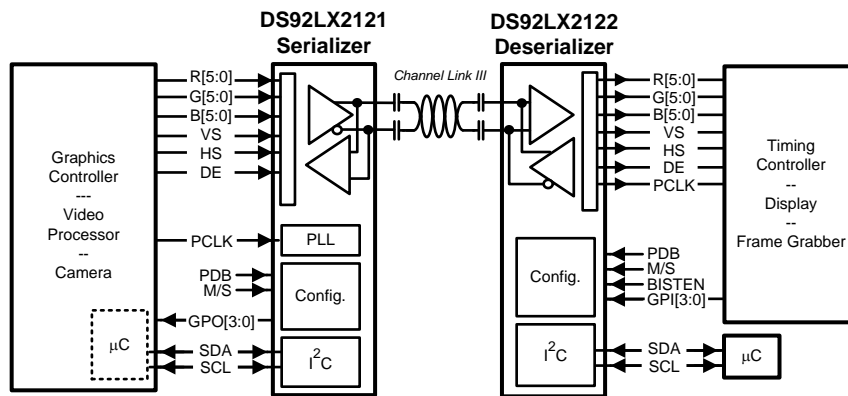 DS92LX2121
Serializer
DS92LX2122
Deserializer
Channel Link III
Graphics
Controller
---
Video
Processor
--
Camera
µC
R[5:0]
G[5:0]
B[5:0]
VS
HS
DE
PCLK
PDB
M/S
GPO[3:0]
SDA
SCL
PLL
Config.
I2C
Config.
I2C
R[5:0]
G[5:0]
B[5:0]
VS
HS
DE
PCLK
PDB
M/S
BISTEN
GPI[3:0]
SDA
SCL
Timing
Controller
--
Display
--
Frame Grabber
µC